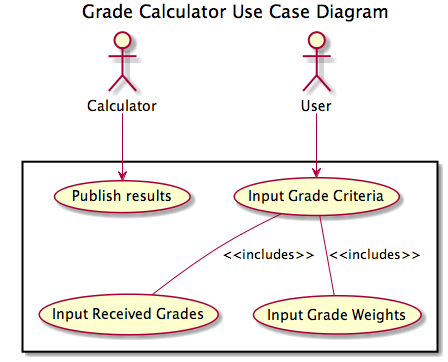 Grade Calculator Use Case Diagram
Calculator
User
Publish results
Input Grade Criteria
<<includes>>
<<includes>>
Input Received Grades
Input Grade Weights